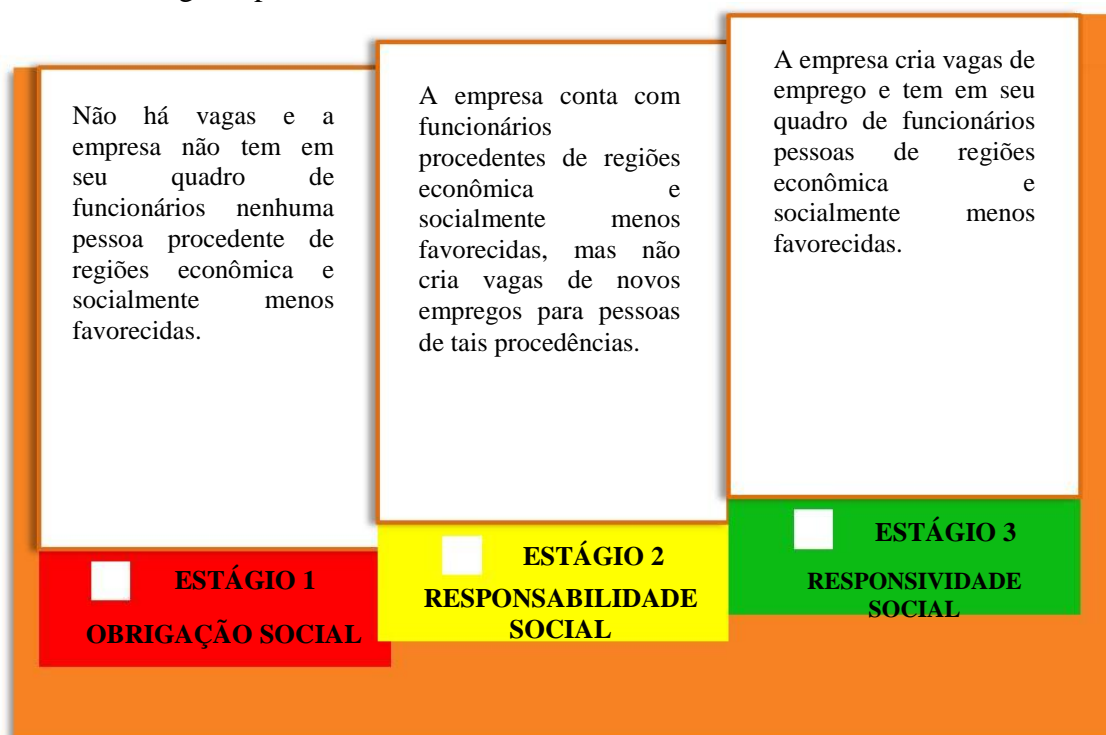 Não há vagas e a
empresa não tem em
seu quadro de
funcionários nenhuma
pessoa procedente de
regiões econômica e
socialmente menos
favorecidas.
ESTÁGIO 1
OBRIGAÇÃO SOCIAL
A empresa conta com
funcionários
procedentes de regiões
econômica e
socialmente menos
favorecidas, mas não
cria vagas de novos
empregos para pessoas
de tais procedências.
ESTÁGIO 2
RESPONSABILIDADE
SOCIAL
A empresa cria vagas de
emprego e tem em seu
quadro de funcionários
pessoas de regiões
econômica e
socialmente menos
favorecidas.
ESTÁGIO 3
RESPONSIVIDADE
SOCIAL